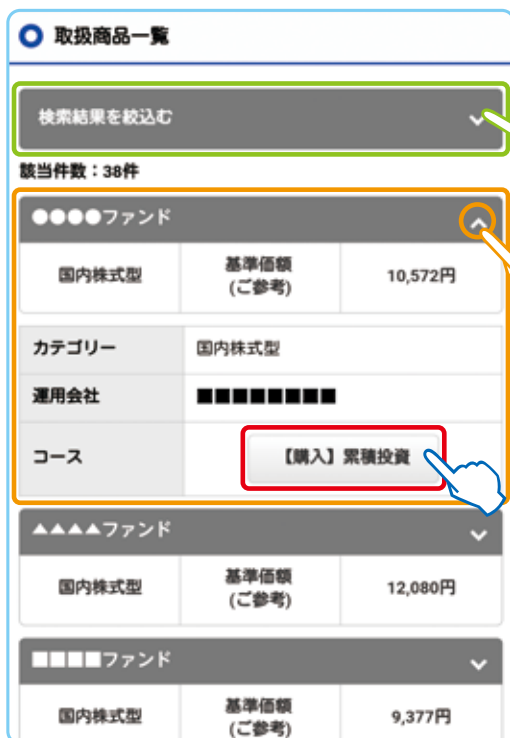 取扱商品一覧
検索結果を絞込む
該当件数：38件
●●●●ファンド
国内株式型
基準価額
(ご参考)
10,572円
カテゴリー
国内株式型
運用会社
■■■■■■■■
コース
【購入】累積投資
▲▲▲▲ファンド
国内株式型
基準価額
(ご参考)
12,080円
■■■■ファンド
国内株式型
基準価額
(ご参考)
9,377円